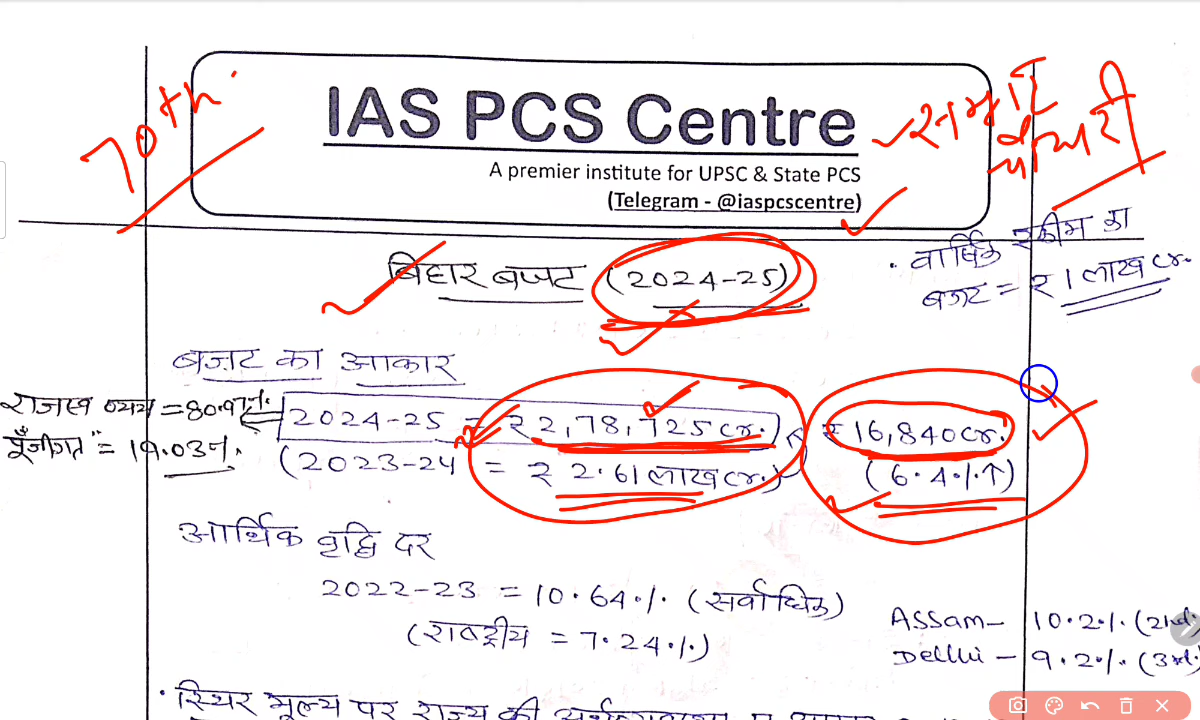 70th
IAS PCS Centre
A premier institute for UPSC & State PCS
(Telegram - @iaspcscentre)
बिहार बजट (2024-25)
• वार्षिक स्कीम का
बजट = ₹ 1 लाख cr.
बजट का आकार
राजस्व व्यय = 80.97%
पूँजीगत " = 19.03%
2024-25 = ₹ 2,78,725 cr.
₹ 16,840 cr.
(2023-24 = ₹ 2.61 लाख cr.)
(6.4% ↑)
आर्थिक वृद्धि दर
2022-23 = 10.64% (सर्वाधिक)
(राष्ट्रीय = 7.24%)
Assam - 10.2% (2nd)
Delhi - 9.2% (3rd)
• स्थिर मूल्य पर राज्य की